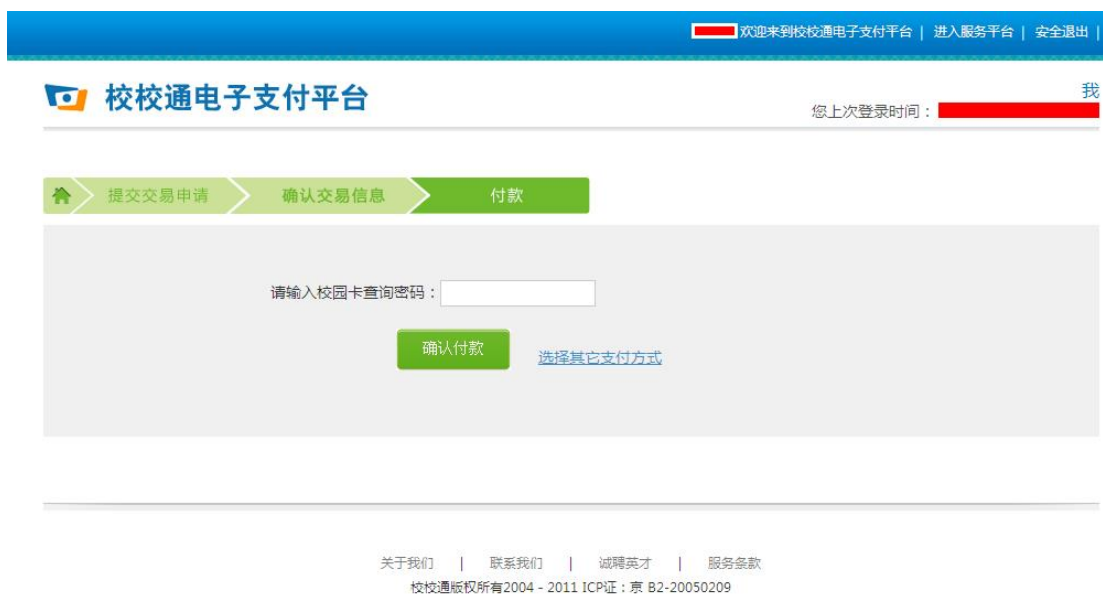 欢迎来到校校通电子支付平台 | 进入服务平台 | 安全退出 |
校校通电子支付平台
我
您上次登录时间：
提交交易申请 确认交易信息 付款
请输入校园卡查询密码：
确认付款 选择其它支付方式
关于我们 | 联系我们 | 诚聘英才 | 服务条款
校校通版权所有2004 - 2011 ICP证：京 B2-20050209